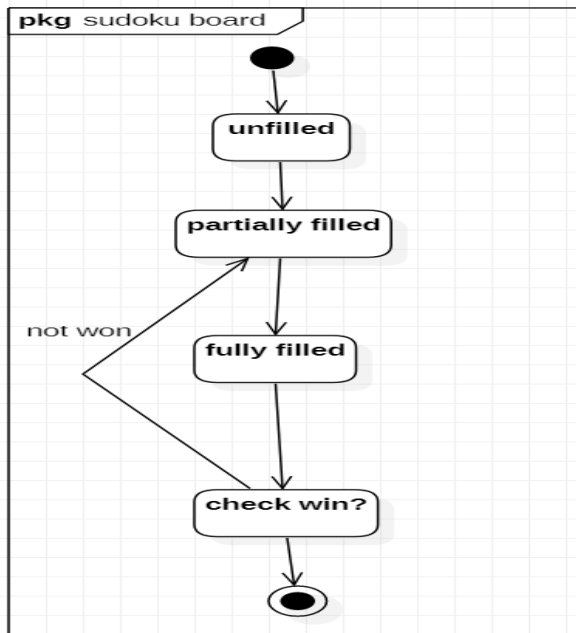 pkg sudoku board
unfilled
partially filled
not won
fully filled
check win?